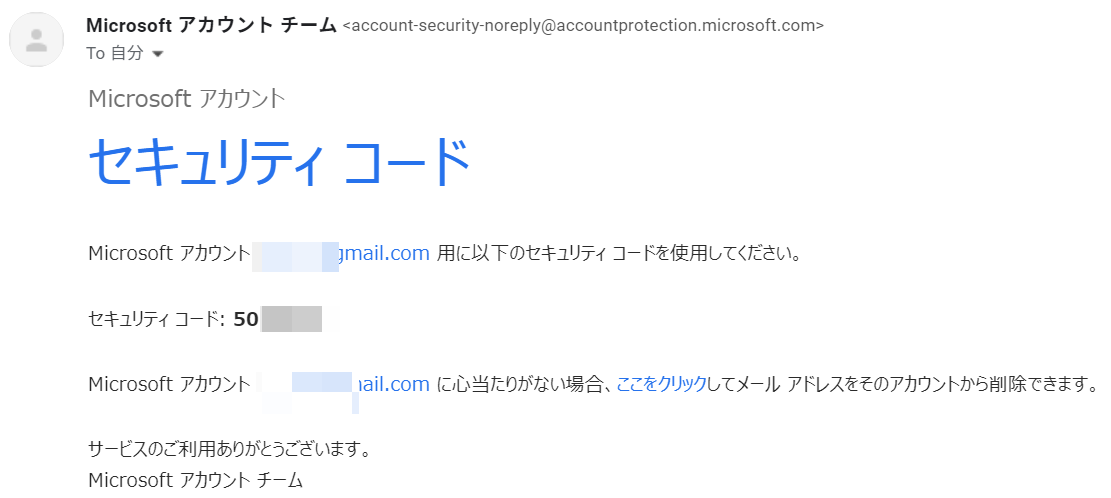 Microsoft アカウント チーム <account-security-noreply@accountprotection.microsoft.com>
To 自分
Microsoft アカウント
セキュリティ コード
Microsoft アカウント gmail.com 用に以下のセキュリティ コードを使用してください。
セキュリティ コード: 50
Microsoft アカウント ail.com に心当たりがない場合、ここをクリックしてメール アドレスをそのアカウントから削除できます。
サービスのご利用ありがとうございます。
Microsoft アカウント チーム